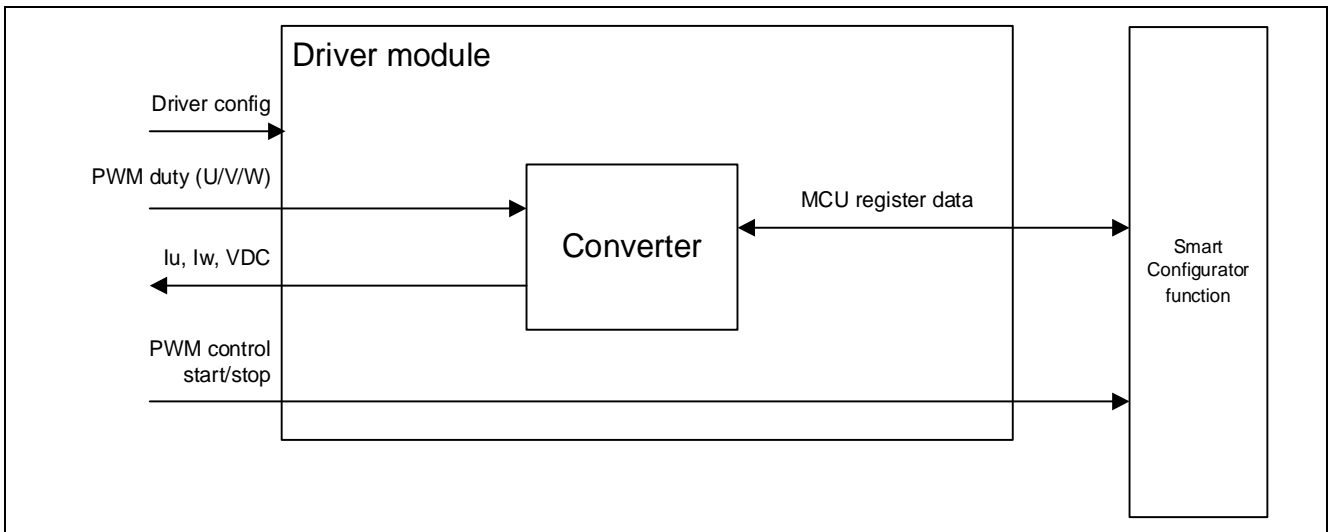 Driver module
Driver config
PWM duty (U/V/W)
MCU register data
Converter
Iu, Iw, VDC
Smart
Configurator
function
PWM control
start/stop